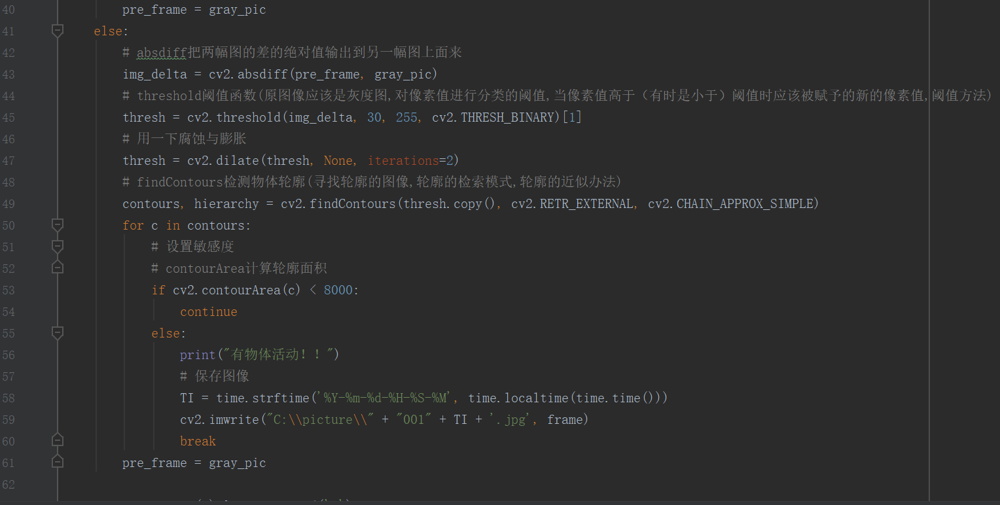 40 pre_frame = gray_pic
41 else:
42 # absdiff把两幅图的差的绝对值输出到另一幅图上面来
43 img_delta = cv2.absdiff(pre_frame, gray_pic)
44 # threshold阈值函数(原图像应该是灰度图,对像素值进行分类的阈值,当像素值高于（有时是小于）阈值时应该被赋予的新的像素值,阈值方法)
45 thresh = cv2.threshold(img_delta, 30, 255, cv2.THRESH_BINARY)[1]
46 # 用一下腐蚀与膨胀
47 thresh = cv2.dilate(thresh, None, iterations=2)
48 # findContours检测物体轮廓(寻找轮廓的图像,轮廓的检索模式,轮廓的近似办法)
49 contours, hierarchy = cv2.findContours(thresh.copy(), cv2.RETR_EXTERNAL, cv2.CHAIN_APPROX_SIMPLE)
50 for c in contours:
51 # 设置敏感度
52 # contourArea计算轮廓面积
53 if cv2.contourArea(c) < 8000:
54 continue
55 else:
56 print("有物体活动！！")
57 # 保存图像
58 TI = time.strftime('%Y-%m-%d-%H-%S-%M', time.localtime(time.time()))
59 cv2.imwrite("C:\\picture\\" + "001" + TI + '.jpg', frame)
60 break
61 pre_frame = gray_pic
62